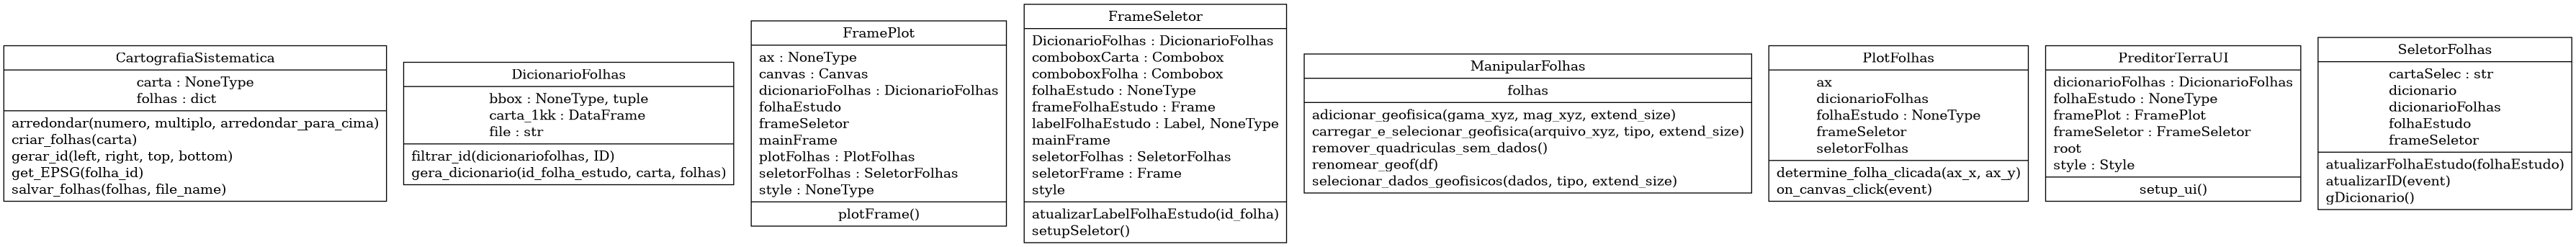 CartografiaSistematica
carta : NoneType
folhas : dict
arredondar(numero, multiplo, arredondar_para_cima)
criar_folhas(carta)
gerar_id(left, right, top, bottom)
get_EPSG(folha_id)
salvar_folhas(folhas, file_name)
DicionarioFolhas
bbox : NoneType, tuple
carta_1kk : DataFrame
file : str
filtrar_id(dicionariofolhas, ID)
gera_dicionario(id_folha_estudo, carta, folhas)
FramePlot
ax : NoneType
canvas : Canvas
dicionarioFolhas : DicionarioFolhas
folhaEstudo
frameSeletor
mainFrame
plotFolhas : PlotFolhas
seletorFolhas : SeletorFolhas
style : NoneType
plotFrame()
FrameSeletor
DicionarioFolhas : DicionarioFolhas
comboboxCarta : Combobox
comboboxFolha : Combobox
folhaEstudo : NoneType
frameFolhaEstudo : Frame
labelFolhaEstudo : Label, NoneType
mainFrame
seletorFolhas : SeletorFolhas
seletorFrame : Frame
style
atualizarLabelFolhaEstudo(id_folha)
setupSeletor()
ManipularFolhas
folhas
adicionar_geofisica(gama_xyz, mag_xyz, extend_size)
carregar_e_selecionar_geofisica(arquivo_xyz, tipo, extend_size)
remover_quadriculas_sem_dados()
renomear_geof(df)
selecionar_dados_geofisicos(dados, tipo, extend_size)
PlotFolhas
ax
dicionarioFolhas
folhaEstudo : NoneType
frameSeletor
seletorFolhas
determine_folha_clicada(ax_x, ax_y)
on_canvas_click(event)
PreditorTerraUI
dicionarioFolhas : DicionarioFolhas
folhaEstudo : NoneType
framePlot : FramePlot
frameSeletor : FrameSeletor
root
style : Style
setup_ui()
SeletorFolhas
cartaSelec : str
dicionario
dicionarioFolhas
folhaEstudo
frameSeletor
atualizarFolhaEstudo(folhaEstudo)
atualizarID(event)
gDicionario()